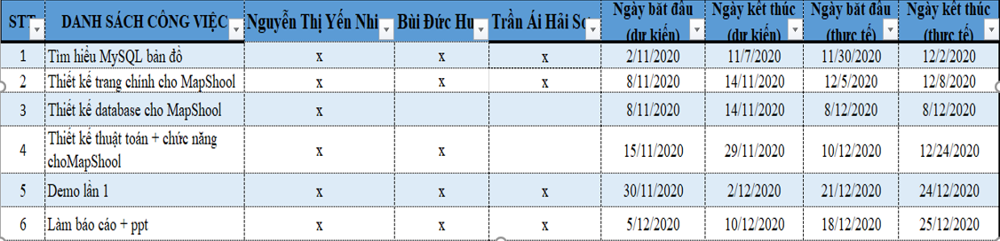 STT DANH SÁCH CÔNG VIỆC Nguyễn Thị Yến Nhi Bùi Đức Hu Trần Ái Hải Sơ Ngày bắt đầu (dự kiến) Ngày kết thúc (dự kiến) Ngày bắt đầu (thực tế) Ngày kết thúc (thực tế)
1 Tìm hiểu MySQL bản đồ x x x 2/11/2020 11/7/2020 11/30/2020 12/2/2020
2 Thiết kế trang chính cho MapShool x x x 8/11/2020 14/11/2020 12/5/2020 12/8/2020
3 Thiết kế database cho MapShool x 8/11/2020 14/11/2020 8/12/2020 8/12/2020
4 Thiết kế thuật toán + chức năng
choMapShool x x 15/11/2020 29/11/2020 10/12/2020 12/24/2020
5 Demo lần 1 x x x 30/11/2020 2/12/2020 21/12/2020 24/12/2020
6 Làm báo cáo + ppt x x x 5/12/2020 10/12/2020 18/12/2020 25/12/2020